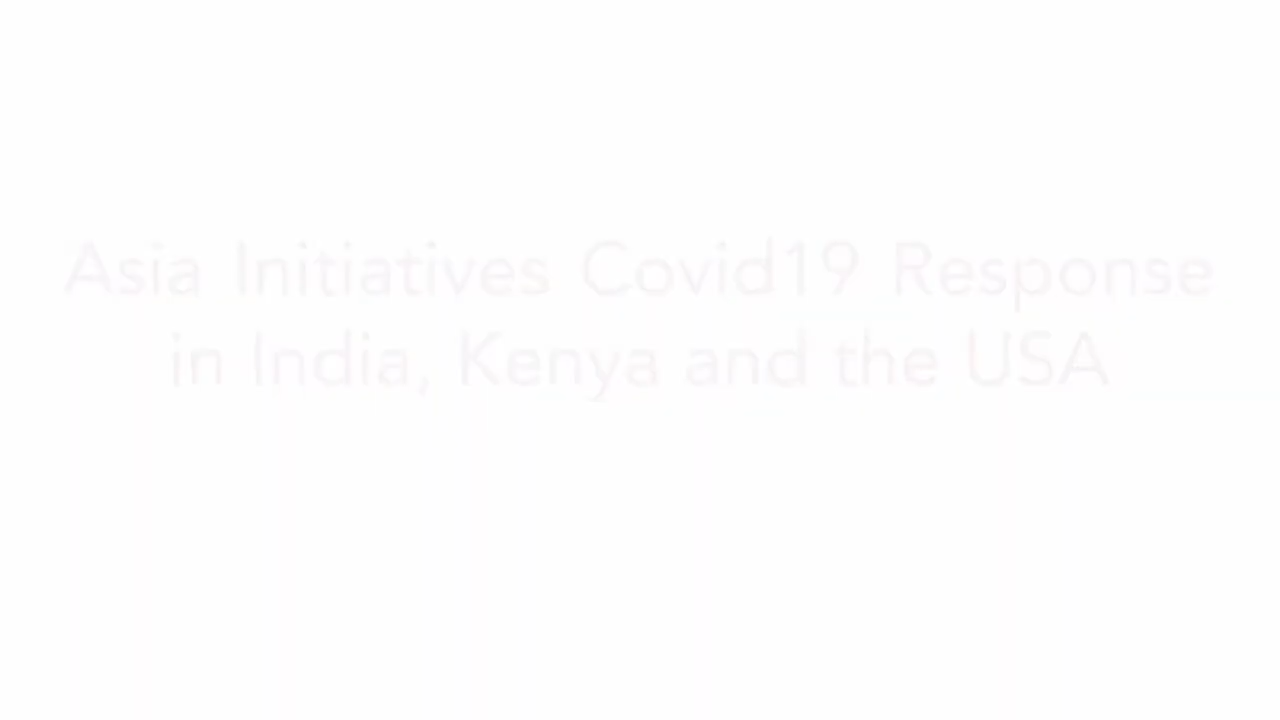 Asia Initiatives Covid19 Response
in India, Kenya and the USA